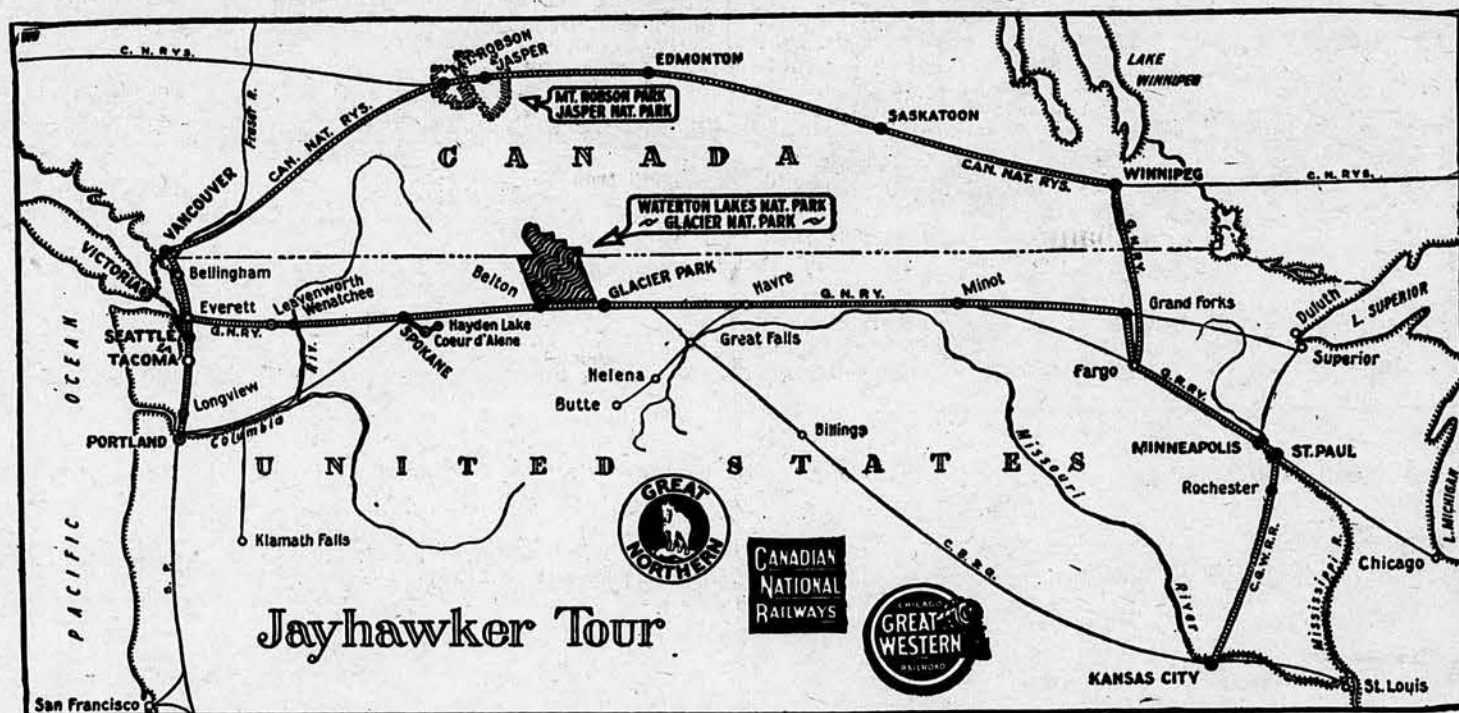 C. N. RYS.
MT. ROBSON
JASPER
EDMONTON
LAKE
WINNIPEG
MT. ROBSON PARK
JASPER NAT. PARK
Fraser R.
CAN. NAT. RYS.
SASKATOON
C A N A D A
CAN. NAT. RYS.
WINNIPEG
C. N. RYS.
VANCOUVER
WATERTON LAKES NAT. PARK
~ GLACIER NAT. PARK ~
G. N. RY.
VICTORIA
Bellingham
Belton
GLACIER PARK
Havre
Minot
Everett
Leavenworth
Wenatchee
G. N. RY.
Grand Forks
Duluth
L. SUPERIOR
G. N. RY.
SEATTLE
Hayden Lake
Coeur d'Alene
SPOKANE
Great Falls
Superior
TACOMA
Riv.
Helena
Fargo
G. N. RY.
PACIFIC OCEAN
Longview
Butte
PORTLAND
Columbia
Billings
Missouri
River
MINNEAPOLIS
ST. PAUL
U N I T E D S T A T E S
Rochester
L. MICHIGAN
GREAT
NORTHERN
Klamath Falls
C. B. & Q.
C. G. W. R. R.
Mississippi R.
Chicago
CANADIAN
NATIONAL
RAILWAYS
S. P.
Jayhawker Tour
CHICAGO
GREAT
WESTERN
RAILROAD
KANSAS CITY
St. Louis
San Francisco